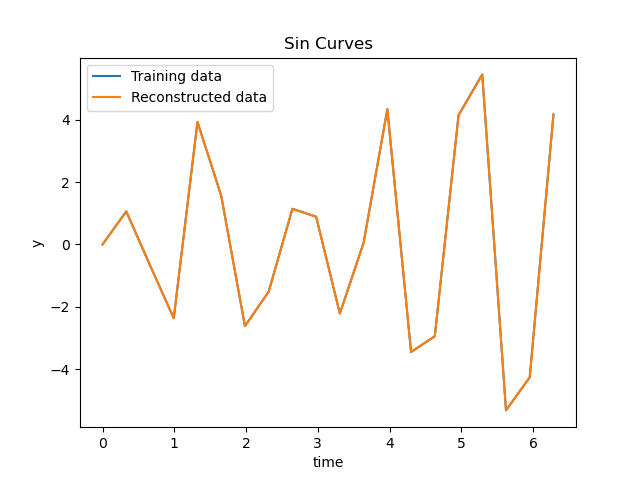 Sin Curves
Training data
Reconstructed data
4
2
0
−2
−4
y
0 1 2 3 4 5 6
time